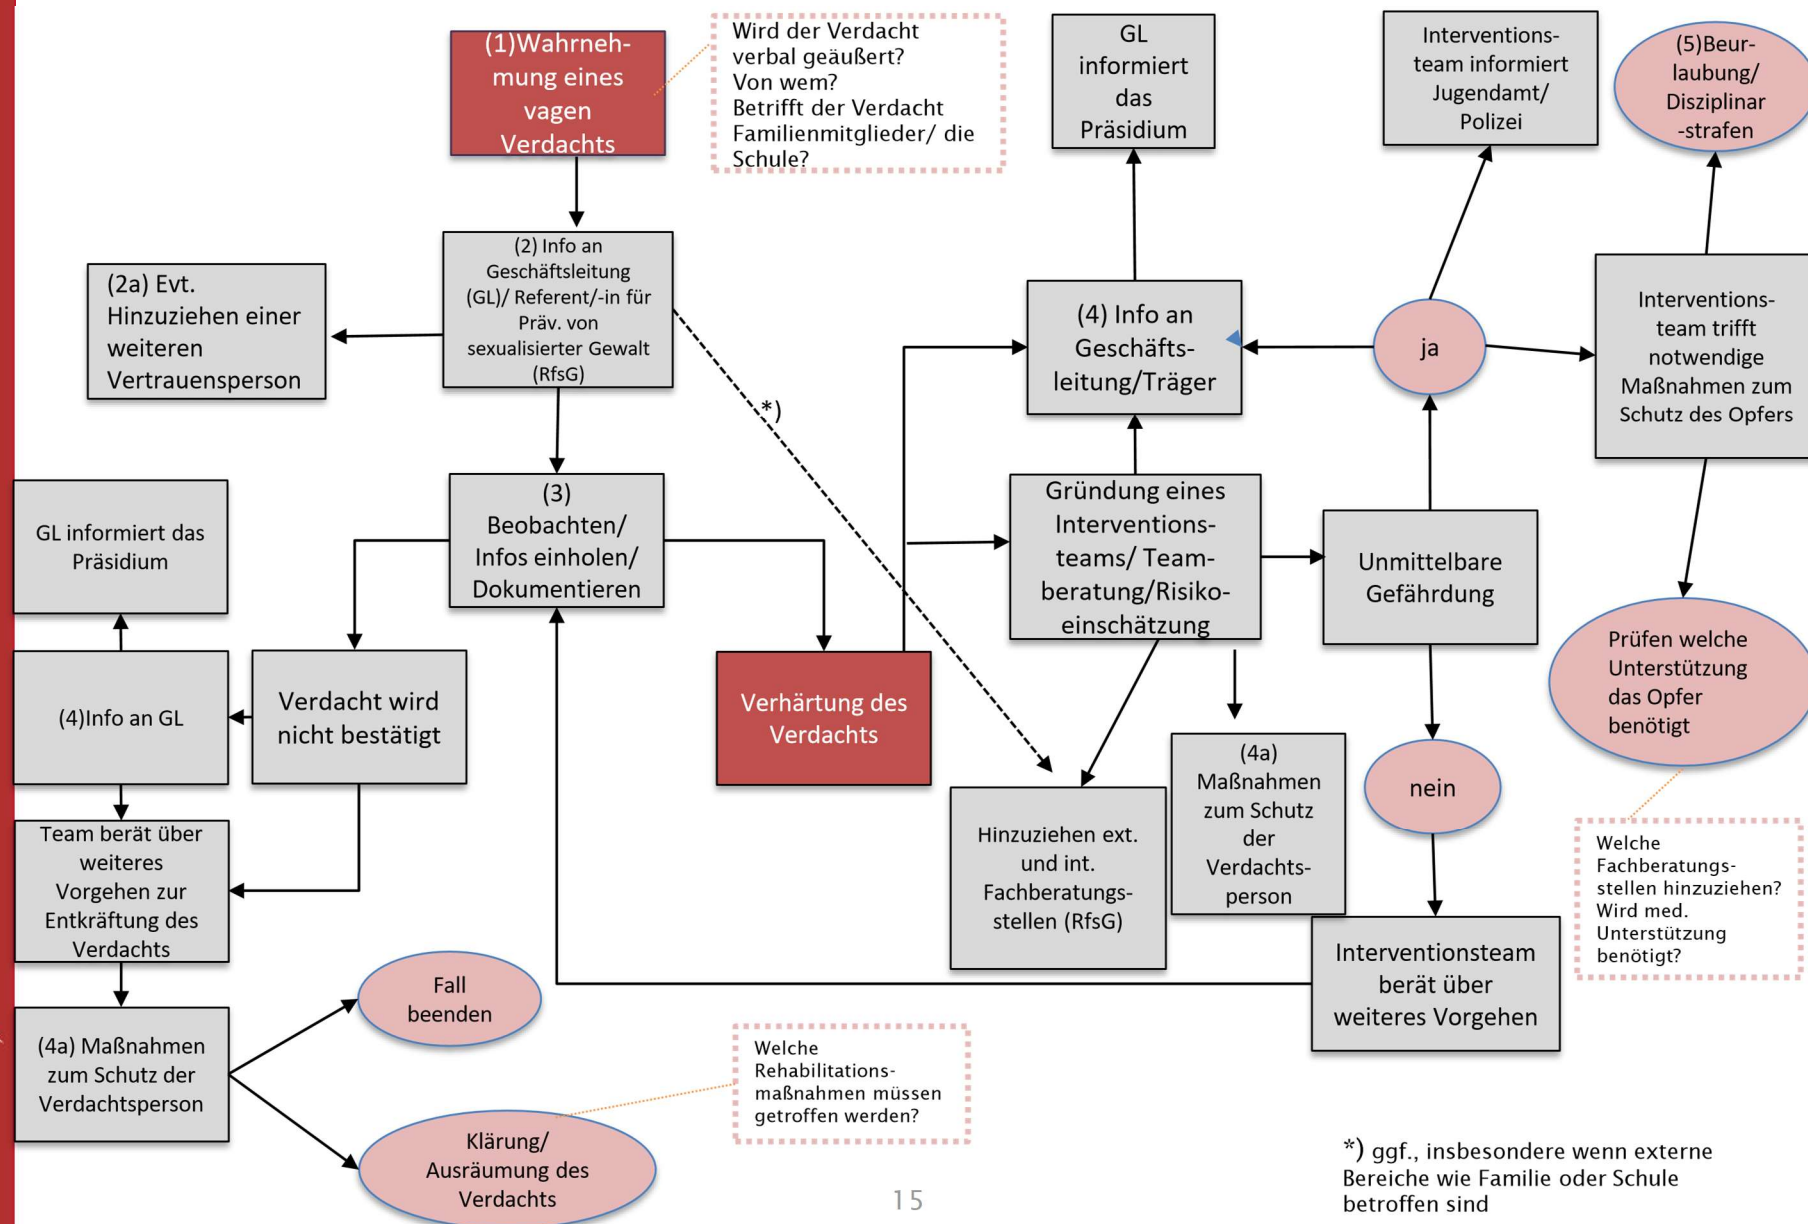 (1)Wahrneh-
mung eines
vagen
Verdachts
Wird der Verdacht
verbal geäußert?
Von wem?
Betrifft der Verdacht
Familienmitglieder/ die
Schule?
GL
informiert
das
Präsidium
Interventions-
team informiert
Jugendamt/
Polizei
(5)Beur-
laubung/
Disziplinar
-strafen
(2a) Evt.
Hinzuziehen einer
weiteren
Vertrauensperson
(2) Info an
Geschäftsleitung
(GL)/ Referent/-in für
Präv. von
sexualisierter Gewalt
(RfsG)
(4) Info an
Geschäfts-
leitung/Träger
ja
Interventions-
team trifft
notwendige
Maßnahmen zum
Schutz des Opfers
*)
GL informiert das
Präsidium
(3)
Beobachten/
Infos einholen/
Dokumentieren
Gründung eines
Interventions-
teams/ Team-
beratung/Risiko-
einschätzung
Unmittelbare
Gefährdung
Prüfen welche
Unterstützung
das Opfer
benötigt
(4)Info an GL
Verdacht wird
nicht bestätigt
Verhärtung des
Verdachts
Hinzuziehen ext.
und int.
Fachberatungs-
stellen (RfsG)
(4a)
Maßnahmen
zum Schutz
der
Verdachts-
person
nein
Welche
Fachberatungs-
stellen hinzuziehen?
Wird med.
Unterstützung
benötigt?
Team berät über
weiteres
Vorgehen zur
Entkräftung des
Verdachts
Interventionsteam
berät über
weiteres Vorgehen
Fall
beenden
(4a) Maßnahmen
zum Schutz der
Verdachtsperson
Welche
Rehabilitations-
maßnahmen müssen
getroffen werden?
Klärung/
Ausräumung des
Verdachts
15
*) ggf., insbesondere wenn externe
Bereiche wie Familie oder Schule
betroffen sind